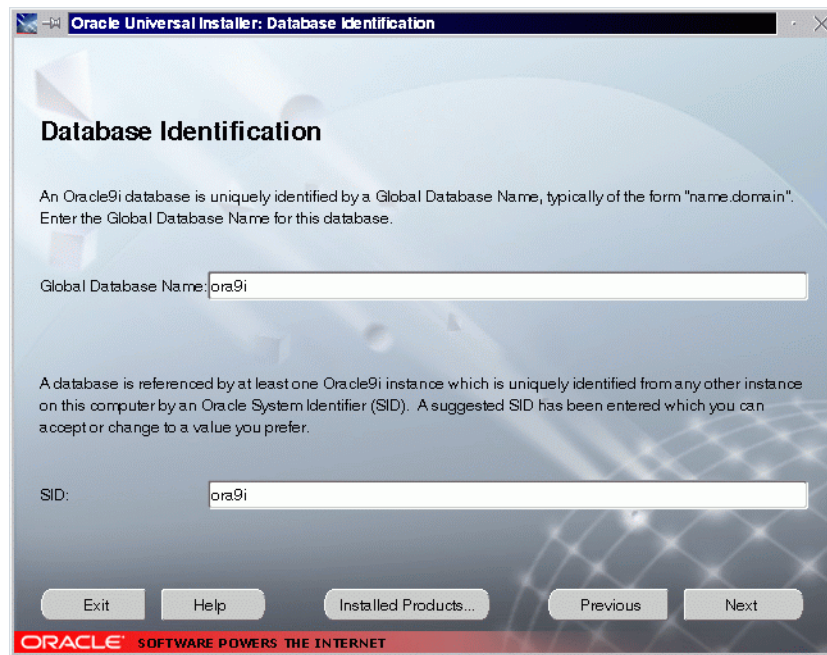 Oracle Universal Installer: Database Identification
Database Identification
An Oracle9i database is uniquely identified by a Global Database Name, typically of the form "name.domain".
Enter the Global Database Name for this database.
Global Database Name: ora9i
A database is referenced by at least one Oracle9i instance which is uniquely identified from any other instance
on this computer by an Oracle System Identifier (SID). A suggested SID has been entered which you can
accept or change to a value you prefer.
SID: ora9i
Exit Help Installed Products... Previous Next
ORACLE SOFTWARE POWERS THE INTERNET